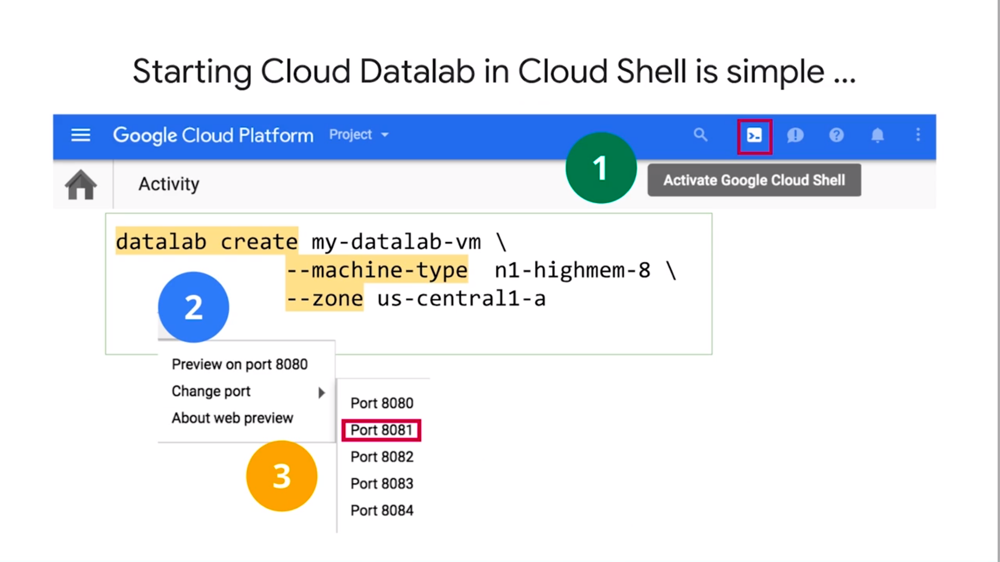 Starting Cloud Datalab in Cloud Shell is simple ...
Google Cloud Platform Project
1
Activity
Activate Google Cloud Shell
datalab create my-datalab-vm \
--machine-type n1-highmem-8 \
--zone us-central1-a
2
Preview on port 8080
Change port
About web preview
3
Port 8080
Port 8081
Port 8082
Port 8083
Port 8084